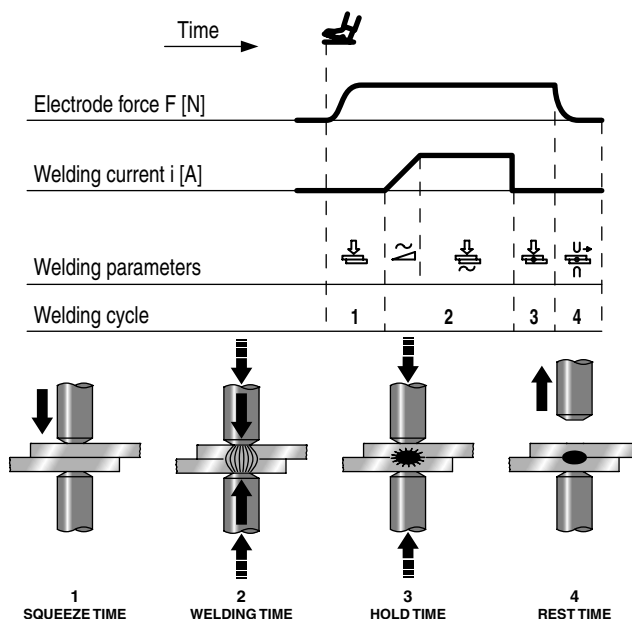 Time
Electrode force F [N]
Welding current i [A]
Welding parameters
Welding cycle
1 2 3 4
1 2 3 4
SQUEEZE TIME WELDING TIME HOLD TIME REST TIME